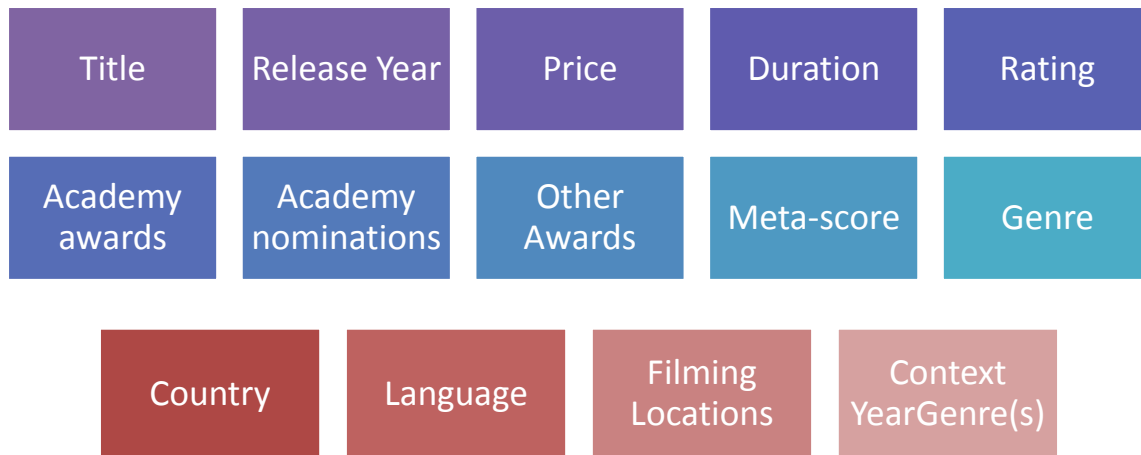 Title
Release Year
Price
Duration
Rating
Academy
awards
Academy
nominations
Other
Awards
Meta-score
Genre
Country
Language
Filming
Locations
Context
YearGenre(s)